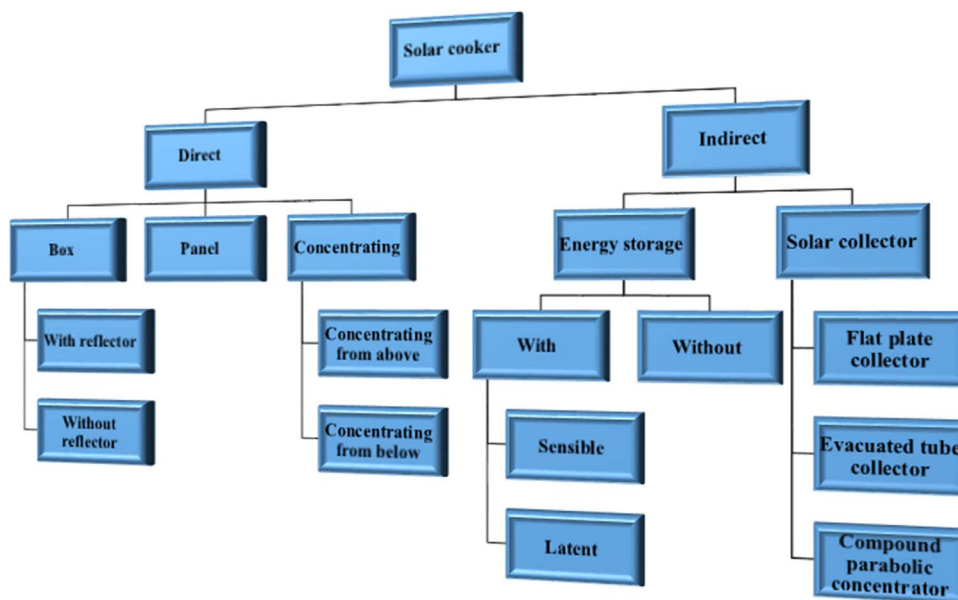 Solar cooker
Direct
Indirect
Box
Panel
Concentrating
Energy storage
Solar collector
With reflector
Without
reflector
Concentrating
from above
Concentrating
from below
With
Without
Sensible
Latent
Flat plate
collector
Evacuated tube
collector
Compound
parabolic
concentrator